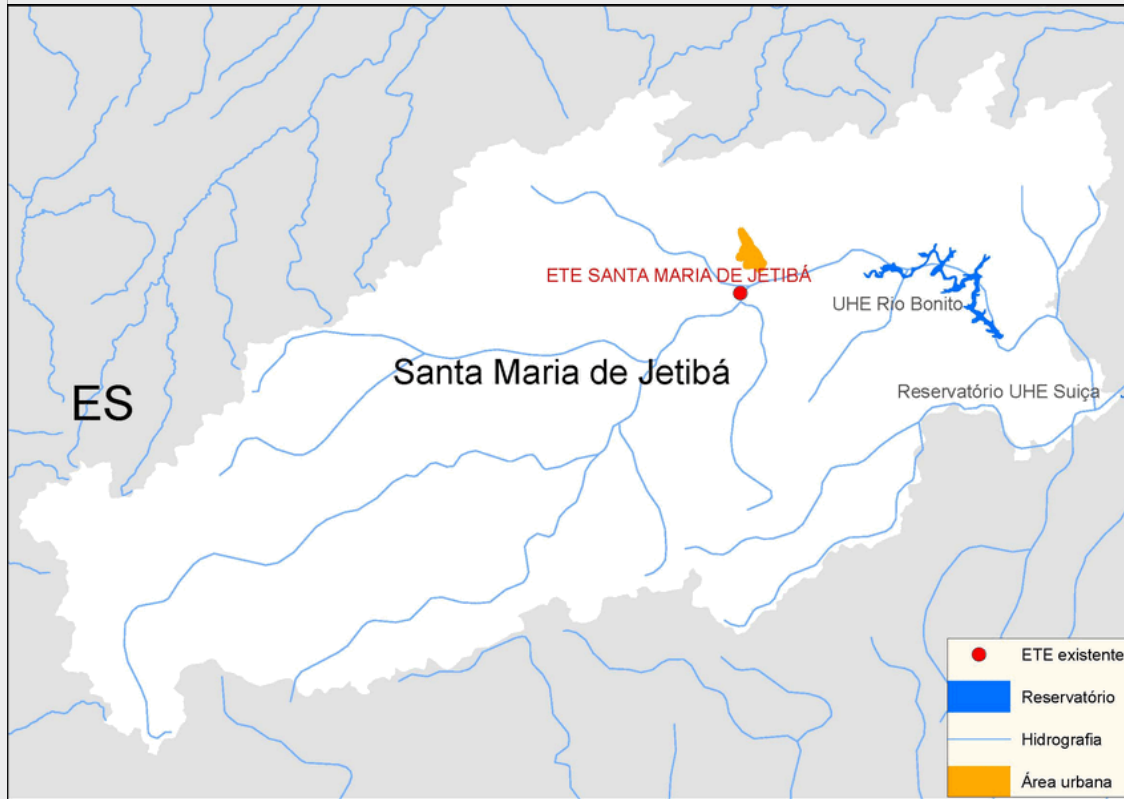 ETE SANTA MARIA DE JETIBÁ
UHE Rio Bonito
Santa Maria de Jetibá
ES
Reservatório UHE Suiça
ETE existente
Reservatório
Hidrografia
Área urbana